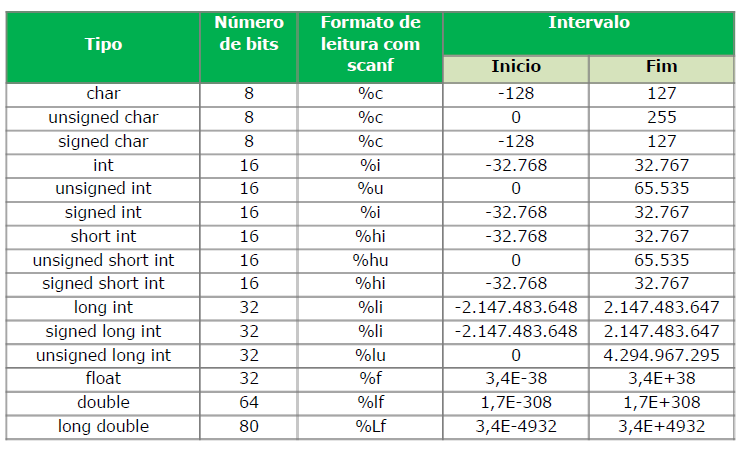 Tipo Número de bits Formato de leitura com scanf Intervalo
Inicio Fim
char 8 %c -128 127
unsigned char 8 %c 0 255
signed char 8 %c -128 127
int 16 %i -32.768 32.767
unsigned int 16 %u 0 65.535
signed int 16 %i -32.768 32.767
short int 16 %hi -32.768 32.767
unsigned short int 16 %hu 0 65.535
signed short int 16 %hi -32.768 32.767
long int 32 %li -2.147.483.648 2.147.483.647
signed long int 32 %li -2.147.483.648 2.147.483.647
unsigned long int 32 %lu 0 4.294.967.295
float 32 %f 3,4E-38 3,4E+38
double 64 %lf 1,7E-308 1,7E+308
long double 80 %Lf 3,4E-4932 3,4E+4932